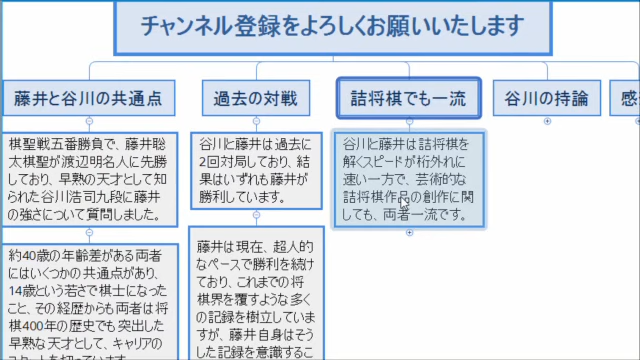 チャンネル登録をよろしくお願いいたします
藤井と谷川の共通点
過去の対戦
詰将棋でも一流
谷川の持論
感
棋聖戦五番勝負で、藤井聡
太棋聖が渡辺明名人に先勝
しており、早熟の天才として知
られた谷川浩司九段に藤井
の強さについて質問しました。
約40歳の年齢差がある両者
にはいくつかの共通点があり、
14歳という若さで棋士になった
こと、その経歴からも両者は将
棋400年の歴史でも突出した
早熟な天才として、キャリアの
スタートを切っています
谷川と藤井は過去に
2回対局しており、結
果はいずれも藤井が
勝利しています。
藤井は現在、超人的
なペースで勝利を続け
ており、これまでの将
棋界を覆すような多く
の記録を樹立していま
すが、藤井自身はそう
した記録を意識するこ
谷川と藤井は詰将棋を
解くスピードが桁外れに
速い一方で、芸術的な
詰将棋作品の創作に関
しても、両者一流です。